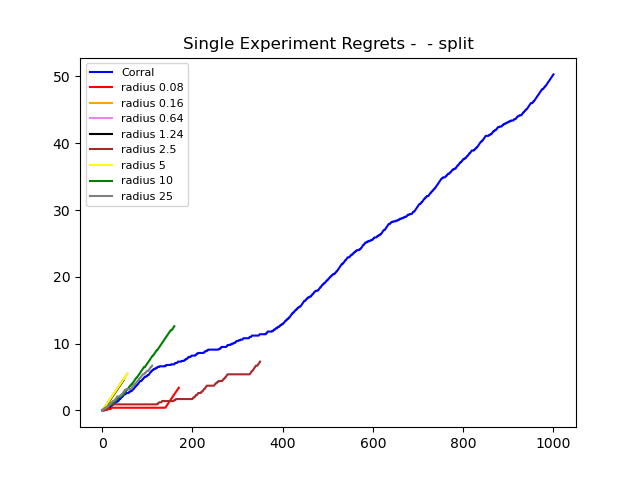 Single Experiment Regrets -  - split
Corral
radius 0.08
radius 0.16
radius 0.64
radius 1.24
radius 2.5
radius 5
radius 10
radius 25
50
40
30
20
10
0
0 200 400 600 800 1000